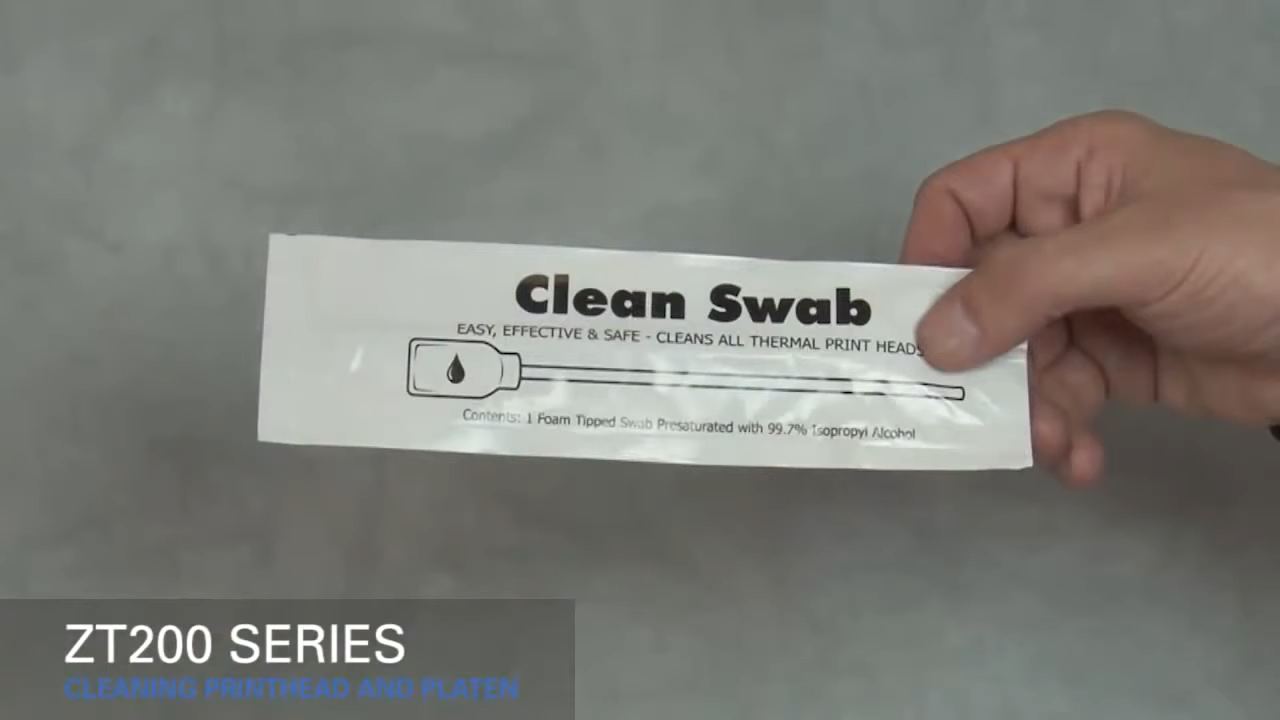 Clean Swab
EASY, EFFECTIVE & SAFE - CLEANS ALL THERMAL PRINT HEADS
Contents: 1 Foam Tipped Swab Presaturated with 99.7% Isopropyl Alcohol
ZT200 SERIES
CLEANING PRINTHEAD AND PLATEN